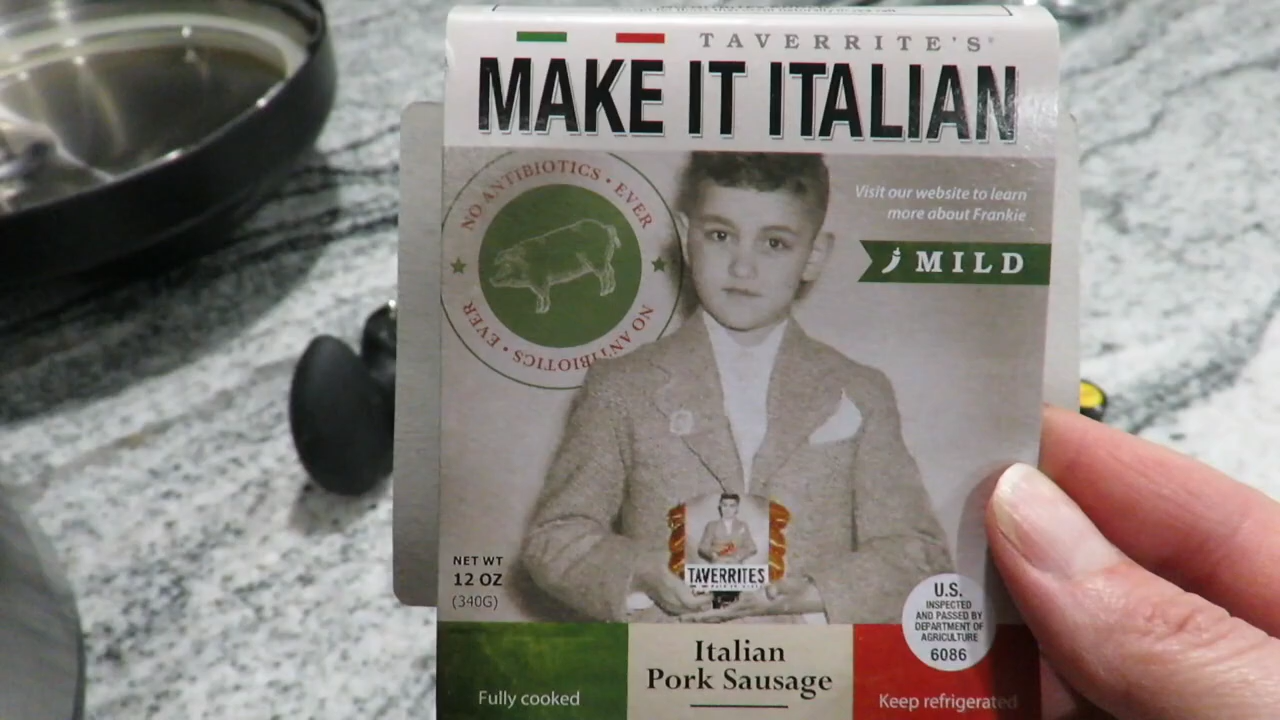 TAVERRITE'S
MAKE IT ITALIAN
NO ANTIBIOTICS • EVER
NO ANTIBIOTICS • EVER
Visit our website to learn
more about Frankie
MILD
TAVERRITES
NET WT
12 OZ
(340G)
U.S.
INSPECTED
AND PASSED BY
DEPARTMENT OF
AGRICULTURE
6086
Italian
Pork Sausage
Fully cooked
Keep refrigerated